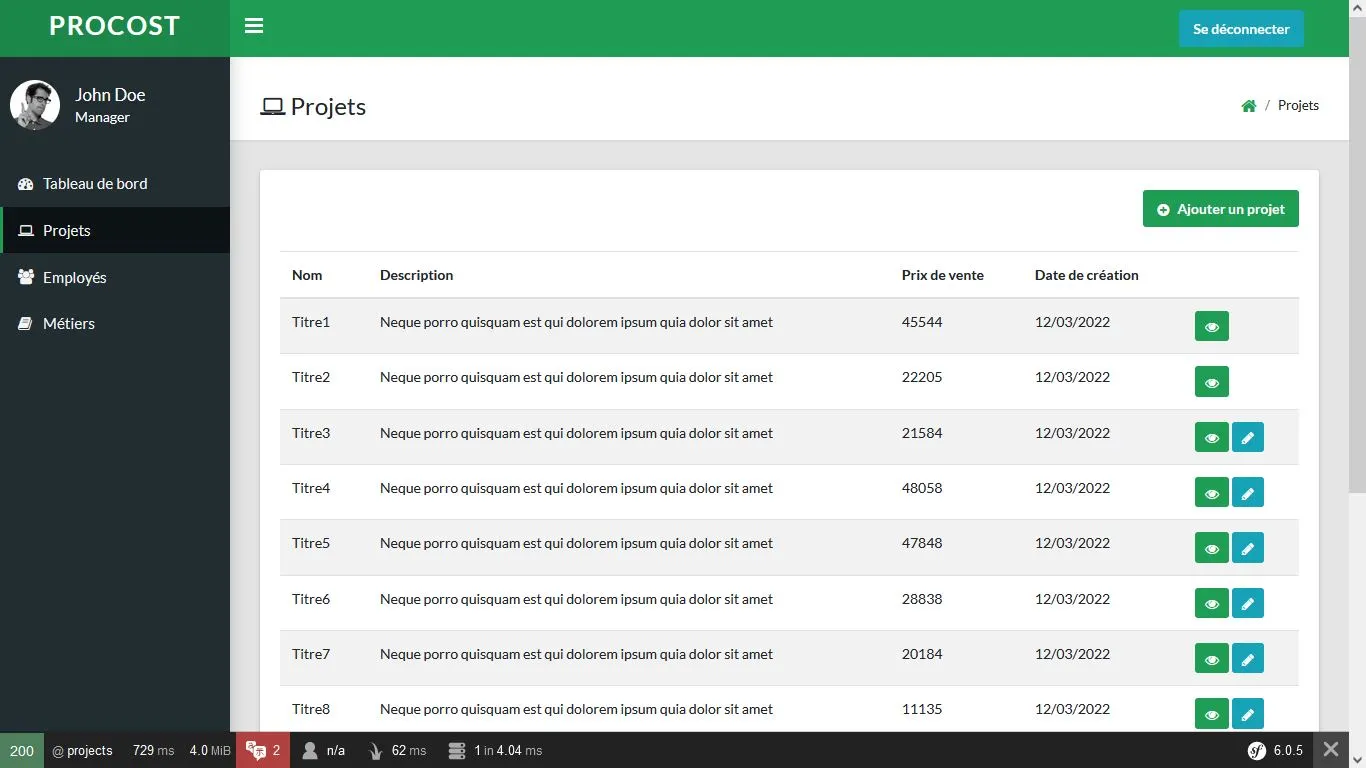 PROCOST
Se déconnecter
John Doe
Manager
Projets
/ Projets
Tableau de bord
Projets
Employés
Métiers
Ajouter un projet
Nom Description Prix de vente Date de création
Titre1 Neque porro quisquam est qui dolorem ipsum quia dolor sit amet 45544 12/03/2022
Titre2 Neque porro quisquam est qui dolorem ipsum quia dolor sit amet 22205 12/03/2022
Titre3 Neque porro quisquam est qui dolorem ipsum quia dolor sit amet 21584 12/03/2022
Titre4 Neque porro quisquam est qui dolorem ipsum quia dolor sit amet 48058 12/03/2022
Titre5 Neque porro quisquam est qui dolorem ipsum quia dolor sit amet 47848 12/03/2022
Titre6 Neque porro quisquam est qui dolorem ipsum quia dolor sit amet 28838 12/03/2022
Titre7 Neque porro quisquam est qui dolorem ipsum quia dolor sit amet 20184 12/03/2022
Titre8 Neque porro quisquam est qui dolorem ipsum quia dolor sit amet 11135 12/03/2022
200 @ projects 729 ms 4.0 MiB 2 n/a 62 ms 1 in 4.04 ms sf 6.0.5